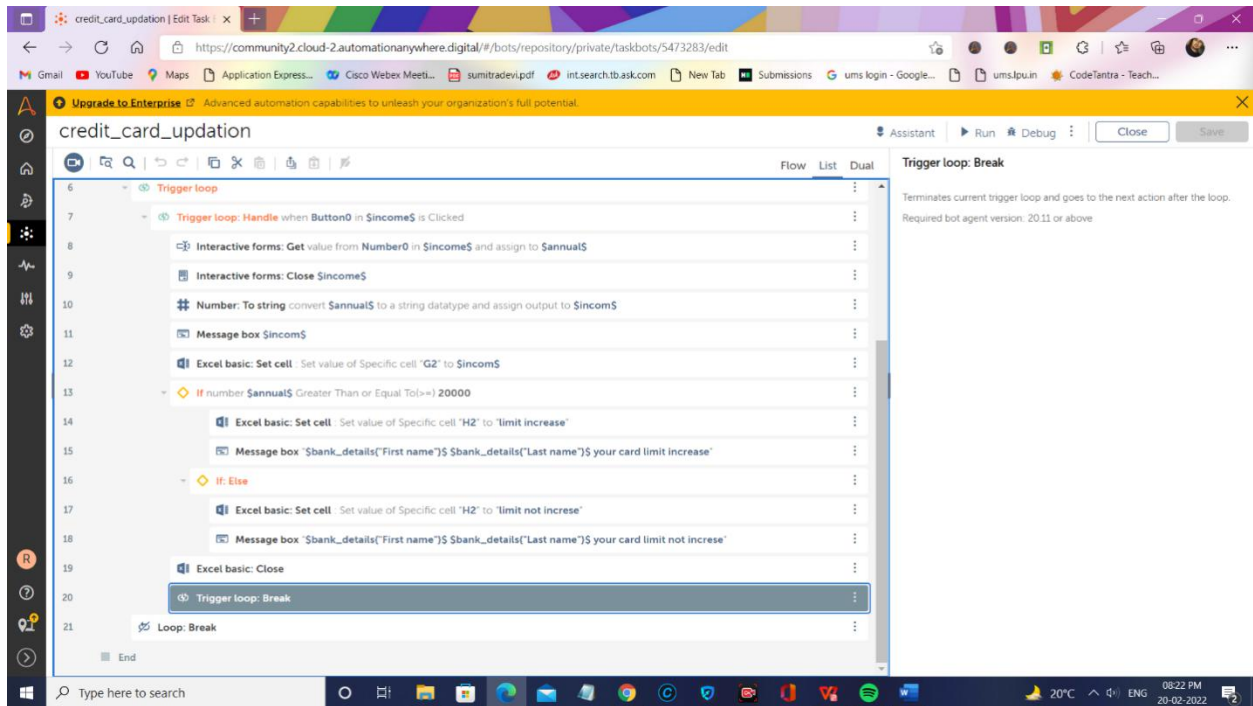 credit_card_updation | Edit Task
https://community2.cloud-2.automationanywhere.digital/#/bots/repository/private/taskbots/5473283/edit
Gmail YouTube Maps Application Express... Cisco Webex Meeti... sumitradevi.pdf int.search.tb.ask.com New Tab Submissions ums login - Google... ums.lpu.in CodeTantra - Teach...
Upgrade to Enterprise Advanced automation capabilities to unleash your organization's full potential.
credit_card_updation
Assistant Run Debug Close Save
Flow List Dual
Trigger loop: Break
Terminates current trigger loop and goes to the next action after the loop.
Required bot agent version: 20.11 or above
6 Trigger loop
7 Trigger loop: Handle when Button0 in $income$ is Clicked
8 Interactive forms: Get value from Number0 in $income$ and assign to $annual$
9 Interactive forms: Close $income$
10 Number: To string convert $annual$ to a string datatype and assign output to $incom$
11 Message box $incom$
12 Excel basic: Set cell : Set value of Specific cell "G2" to $incom$
13 If number $annual$ Greater Than or Equal To(>=) 20000
14 Excel basic: Set cell : Set value of Specific cell "H2" to "limit increase"
15 Message box "$bank_details{"First name"}$ $bank_details{"Last name"}$ your card limit increase"
16 If: Else
17 Excel basic: Set cell : Set value of Specific cell "H2" to "limit not increse"
18 Message box "$bank_details{"First name"}$ $bank_details{"Last name"}$ your card limit not increse"
19 Excel basic: Close
20 Trigger loop: Break
21 Loop: Break
End
R
Type here to search
20°C ENG 08:22 PM
20-02-2022
2